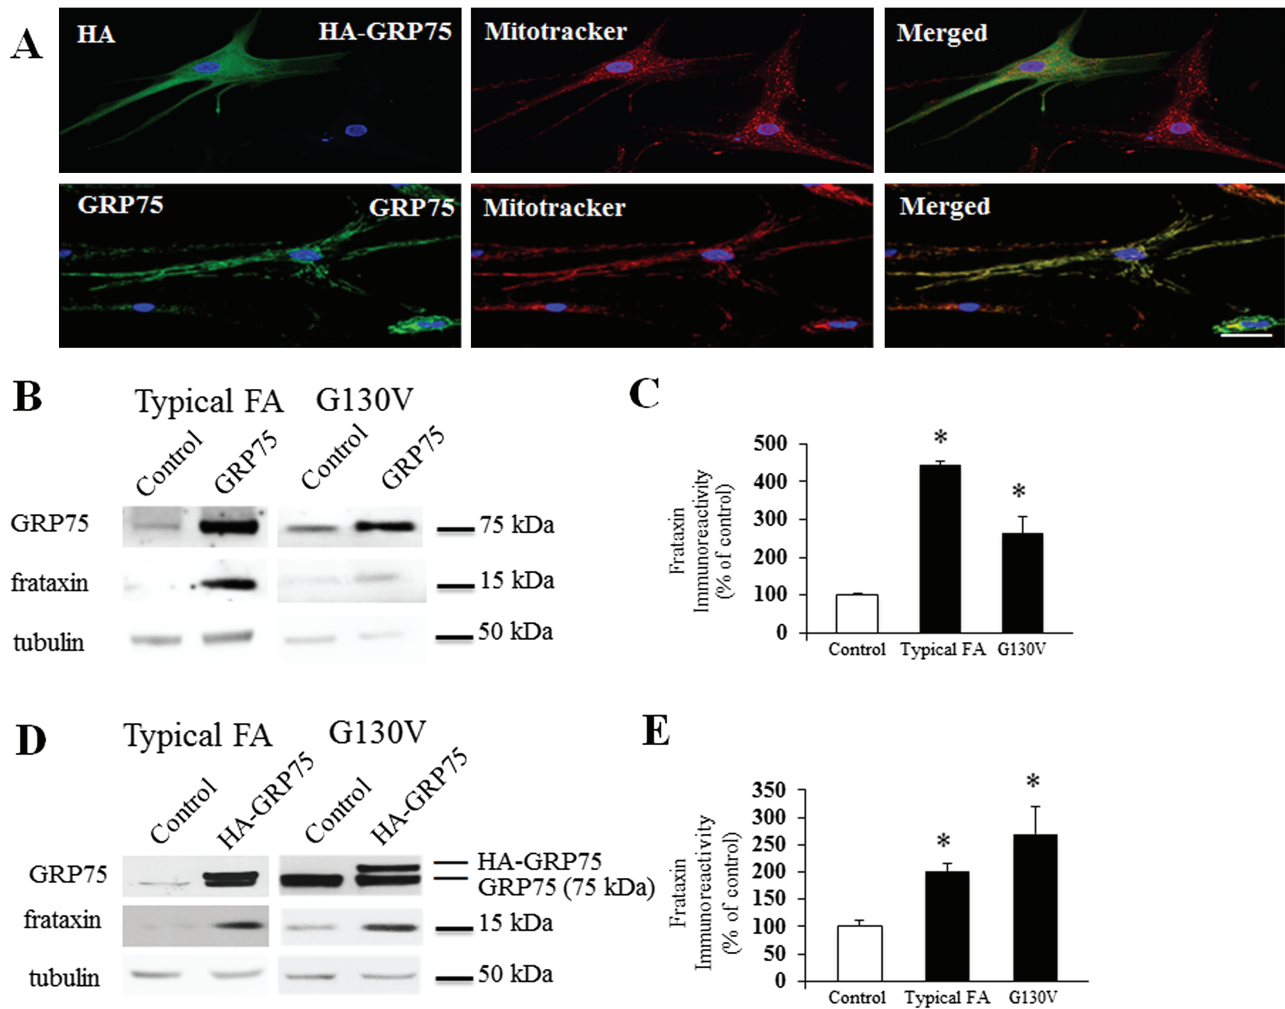 A
HA HA-GRP75 Mitotracker Merged
GRP75 GRP75 Mitotracker Merged
B
Typical FA G130V
Control GRP75 Control GRP75
GRP75 75 kDa
frataxin 15 kDa
tubulin 50 kDa
C
Frataxin
Immunoreactivity
(% of control)
500
400
300
200
100
0
* *
Control Typical FA G130V
D
Typical FA G130V
Control HA-GRP75 Control HA-GRP75
HA-GRP75
GRP75 GRP75 (75 kDa)
frataxin 15 kDa
tubulin 50 kDa
E
Frataxin
Immunoreactivity
(% of control)
350
300
250
200
150
100
50
0
* *
Control Typical FA G130V